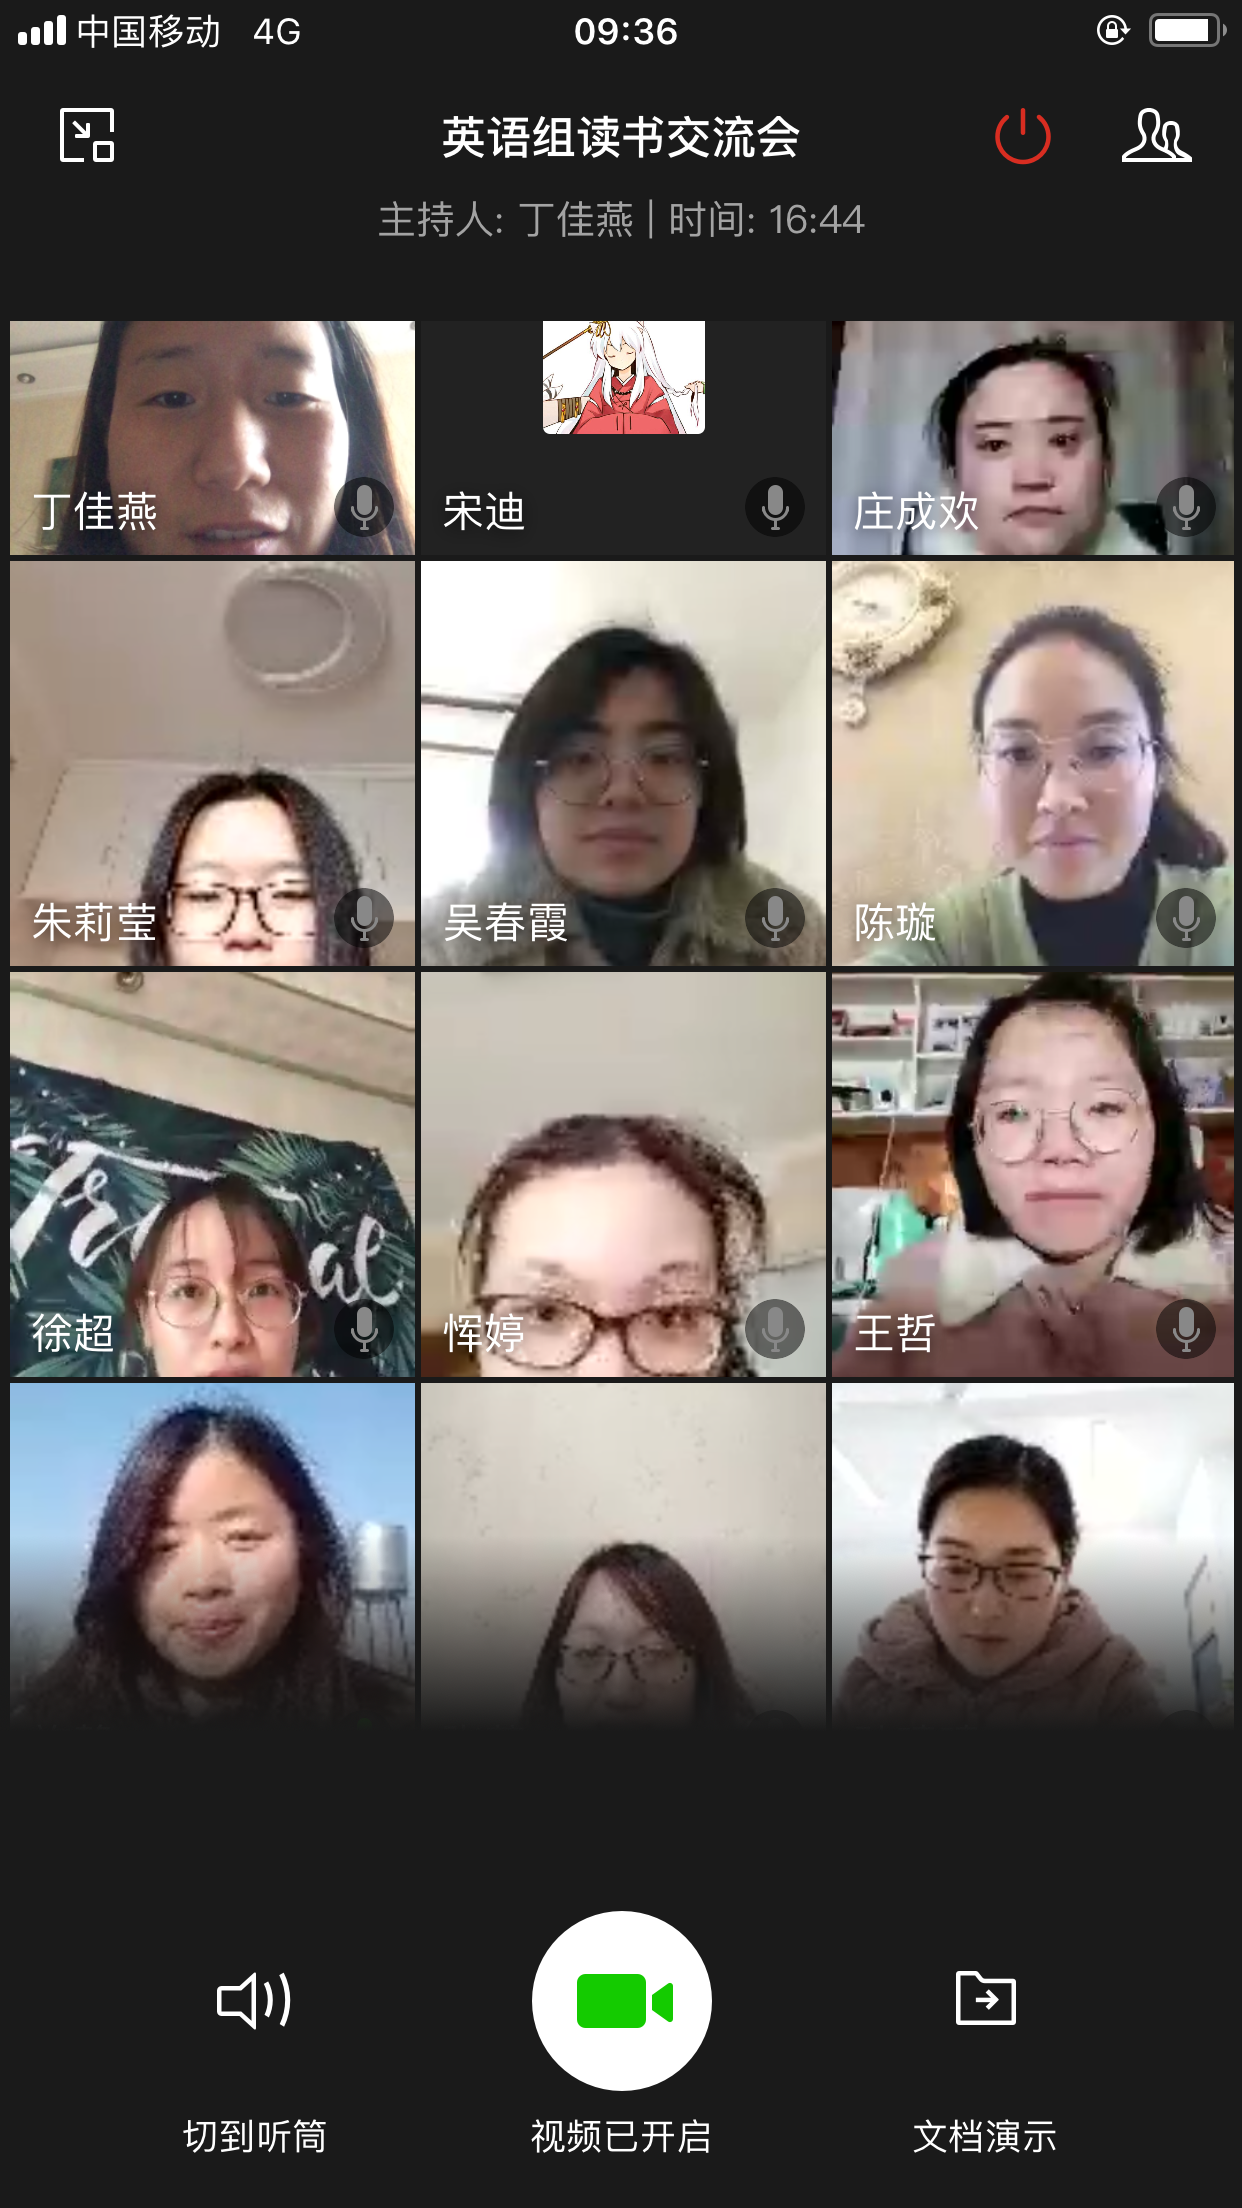 中国移动 4G 09:36
英语组读书交流会
主持人: 丁佳燕 | 时间: 16:44
丁佳燕 宋迪 庄成欢
朱莉莹 吴春霞 陈璇
徐超 恽婷 王哲
切到听筒 视频已开启 文档演示